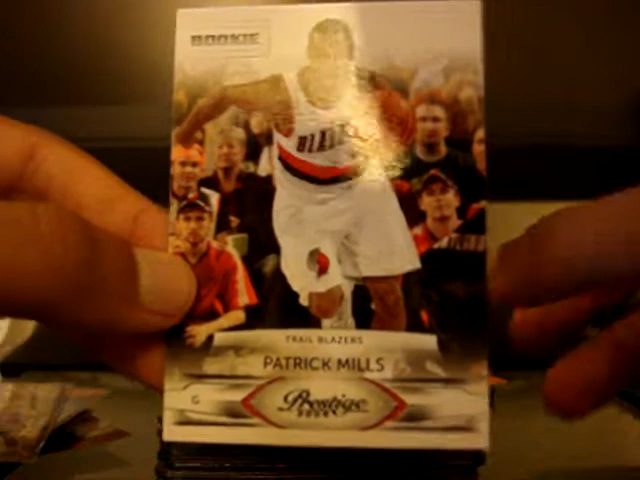 ROOKIE
TRAIL BLAZERS
PATRICK MILLS
G
Prestige